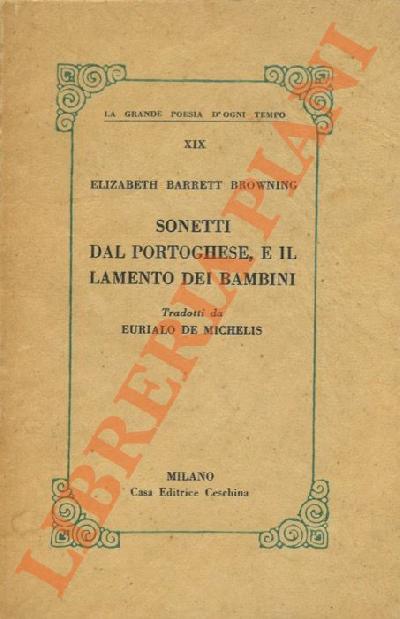 LA GRANDE POESIA D'OGNI TEMPO
XIX
ELIZABETH BARRETT BROWNING
SONETTI
DAL PORTOGHESE, E IL
LAMENTO DEI BAMBINI
Tradotti da
EURIALO DE MICHELIS
MILANO
Casa Editrice Ceschina
LIBRERIA PIANI